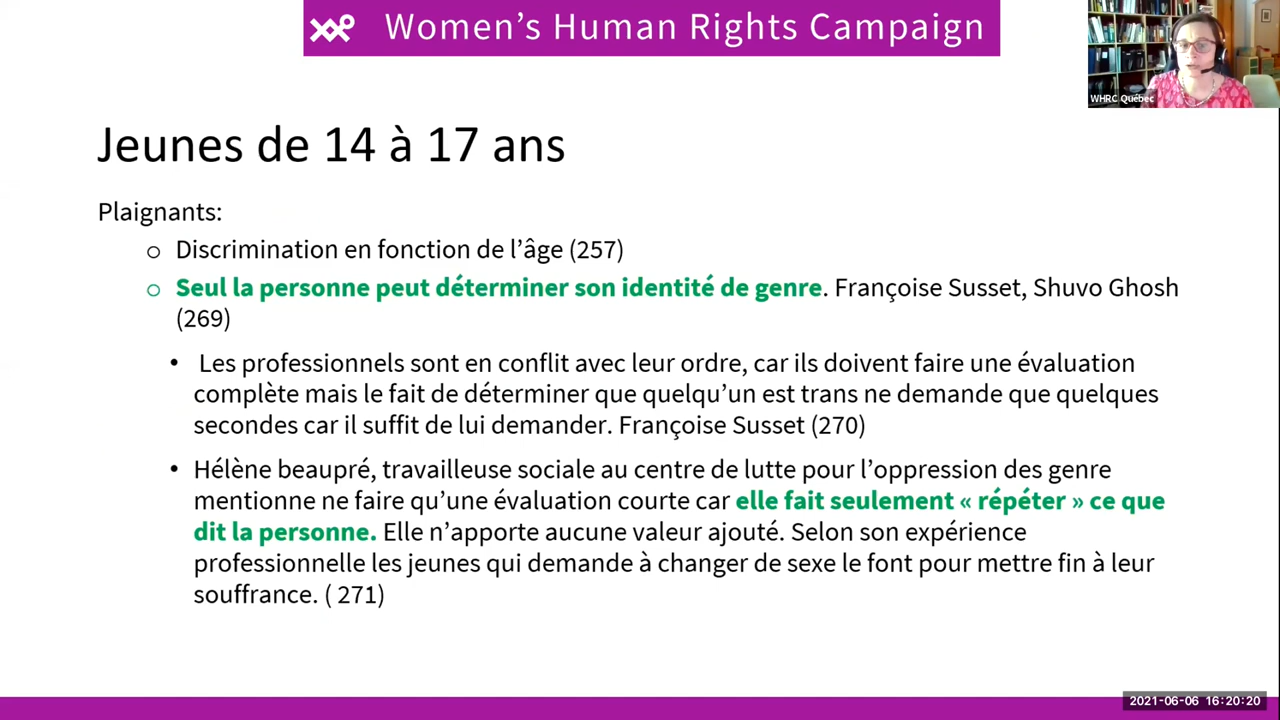 Women's Human Rights Campaign
WHRC Québec
Jeunes de 14 à 17 ans
Plaignants:
Discrimination en fonction de l'âge (257)
Seul la personne peut déterminer son identité de genre. Françoise Susset, Shuvo Ghosh
(269)
Les professionnels sont en conflit avec leur ordre, car ils doivent faire une évaluation
complète mais le fait de déterminer que quelqu'un est trans ne demande que quelques
secondes car il suffit de lui demander. Françoise Susset (270)
Hélène beaupré, travailleuse sociale au centre de lutte pour l'oppression des genre
mentionne ne faire qu'une évaluation courte car elle fait seulement « répéter » ce que
dit la personne. Elle n'apporte aucune valeur ajouté. Selon son expérience
professionnelle les jeunes qui demande à changer de sexe le font pour mettre fin à leur
souffrance. ( 271)
2021-06-06 16:20:20